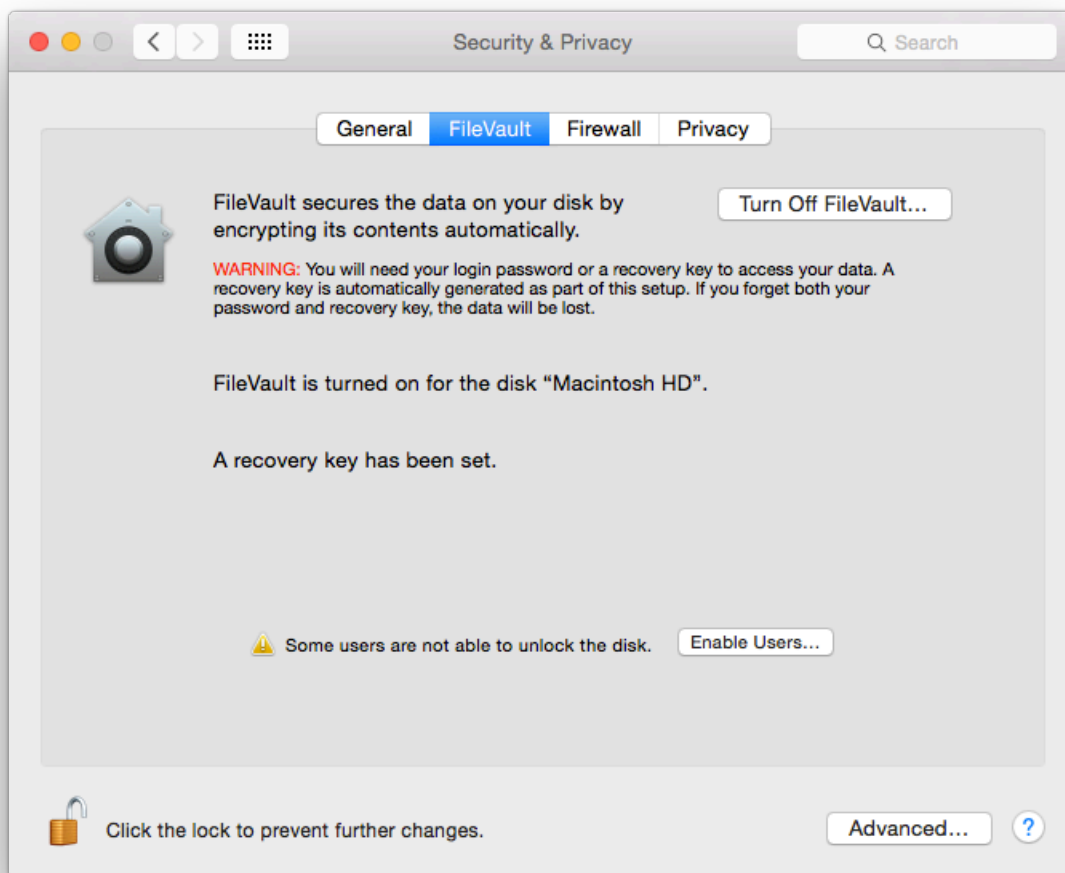 Security & Privacy
Search
General
FileVault
Firewall
Privacy
FileVault secures the data on your disk by
encrypting its contents automatically.
Turn Off FileVault...
WARNING: You will need your login password or a recovery key to access your data. A
recovery key is automatically generated as part of this setup. If you forget both your
password and recovery key, the data will be lost.
FileVault is turned on for the disk “Macintosh HD”.
A recovery key has been set.
Some users are not able to unlock the disk.
Enable Users...
Click the lock to prevent further changes.
Advanced...
?